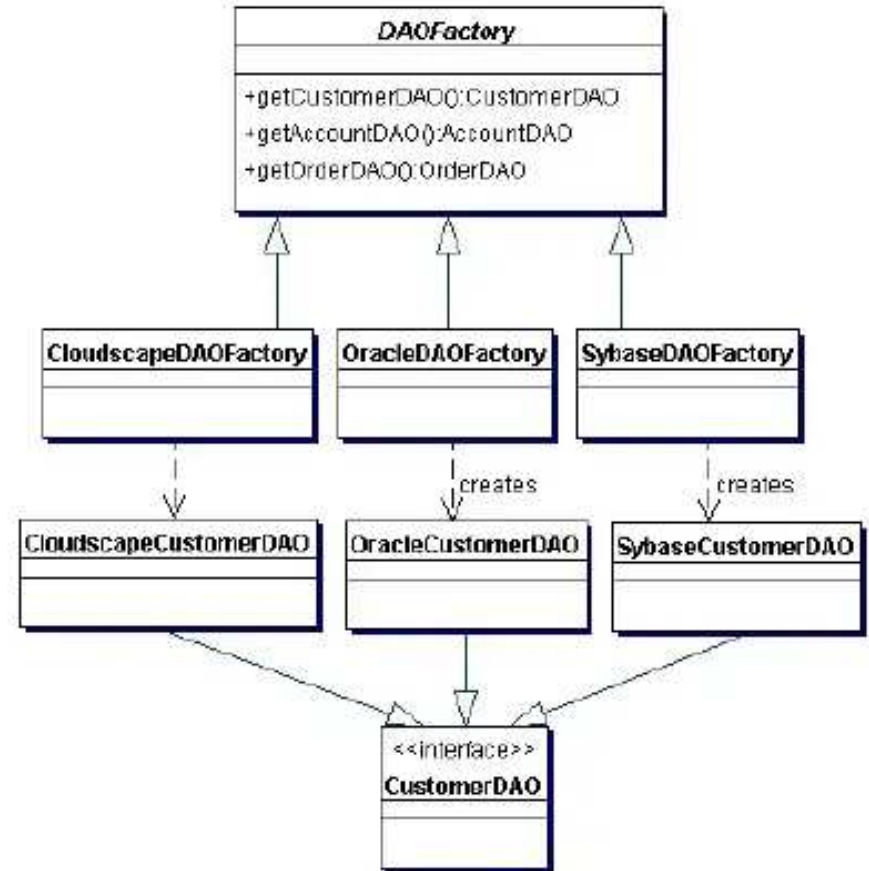 DAOFactory
+getCustomerDAO():CustomerDAO
+getAccountDAO():AccountDAO
+getOrderDAO():OrderDAO
CloudscapeDAOFactory
OracleDAOFactory
SybaseDAOFactory
creates
creates
CloudscapeCustomerDAO
OracleCustomerDAO
SybaseCustomerDAO
<<interface>>
CustomerDAO